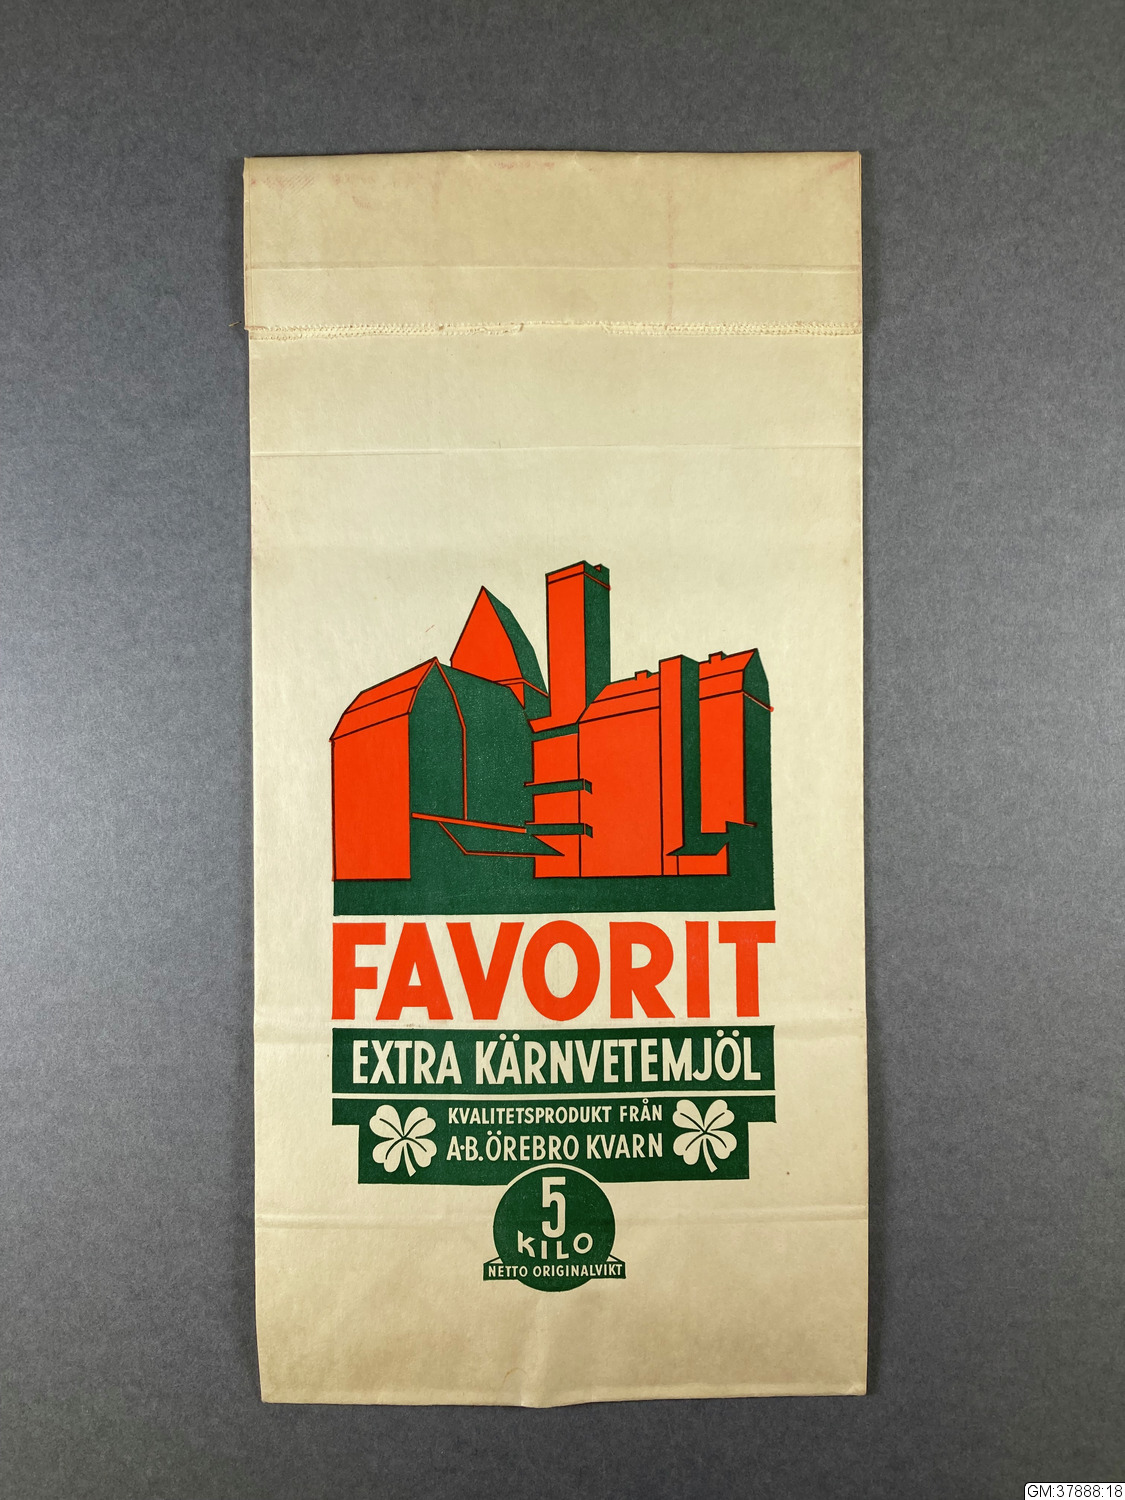 FAVORIT
EXTRA KÄRNVETEMJÖL
KVALITETSPRODUKT FRÅN
A·B. ÖREBRO KVARN
5
KILO
NETTO ORIGINALVIKT
GM:37888:18